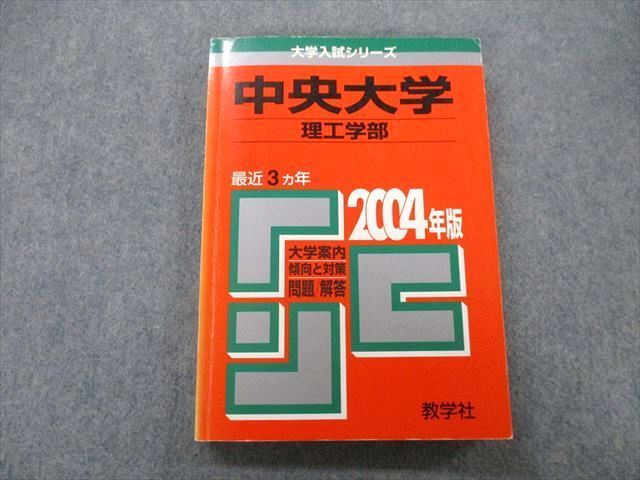 大学入試シリーズ
中央大学
理工学部
最近3ヵ年
2004年版
大学案内
傾向と対策
問題/解答
教学社